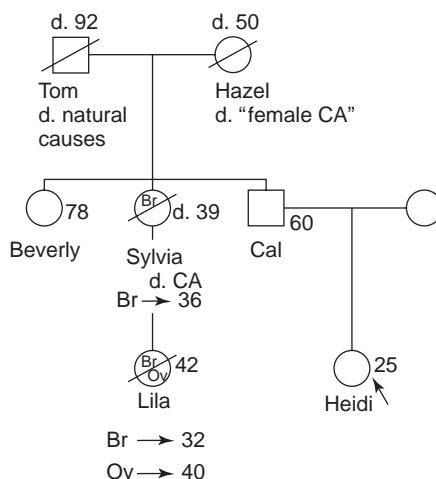 d. 92
d. 50
Tom
d. natural
causes
Hazel
d. “female CA”
78
Br
d. 39
60
Beverly
Sylvia
d. CA
Br → 36
Cal
Br
Ov
42
Lila
25
Heidi
Br → 32
Ov → 40